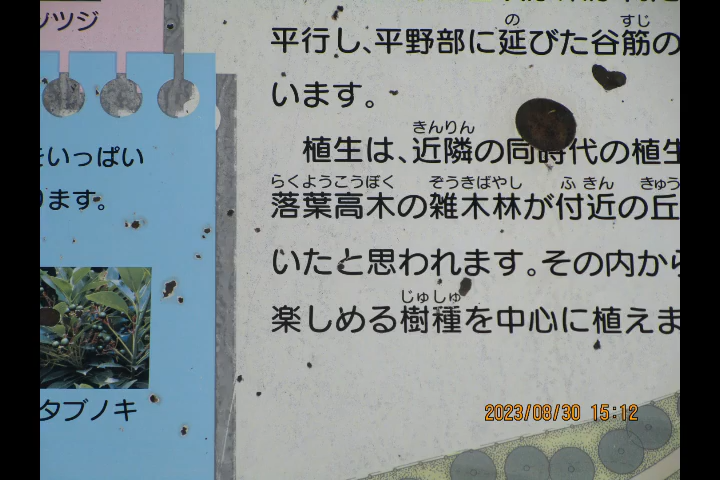 ツツジ
をいっぱい
ります。
タブノキ
の すじ
平行し、平野部に延びた谷筋の
います。
きんりん
植生は、近隣の同時代の植生
らくようこうぼく ぞうきばやし ふ きん きゅう
落葉高木の雑木林が付近の丘
いたと思われます。その内から
じゅしゅ
楽しめる樹種を中心に植えま
2023/08/30 15:12